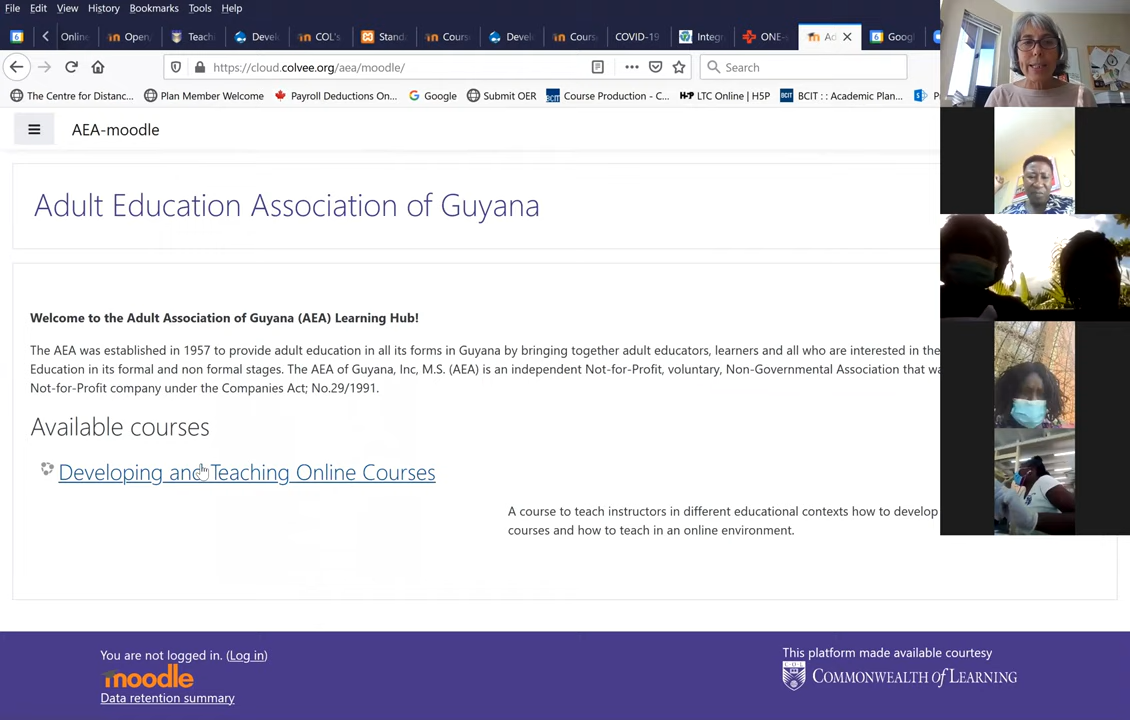 File Edit View History Bookmarks Tools Help
Online Open Teach Devel COL's Stand Cours Devel Cours COVID-19 Integr ONE- Ad Googl
https://cloud.colvee.org/aea/moodle/ Search
The Centre for Distanc... Plan Member Welcome Payroll Deductions On... Google Submit OER Course Production - C... H-P LTC Online | H5P BCIT : : Academic Plan...
AEA-moodle
Adult Education Association of Guyana
Welcome to the Adult Association of Guyana (AEA) Learning Hub!
The AEA was established in 1957 to provide adult education in all its forms in Guyana by bringing together adult educators, learners and all who are interested in the
Education in its formal and non formal stages. The AEA of Guyana, Inc, M.S. (AEA) is an independent Not-for-Profit, voluntary, Non-Governmental Association that wa
Not-for-Profit company under the Companies Act; No.29/1991.
Available courses
Developing and Teaching Online Courses
A course to teach instructors in different educational contexts how to develop
courses and how to teach in an online environment.
You are not logged in. (Log in)
moodle
Data retention summary
This platform made available courtesy
COMMONWEALTH of LEARNING